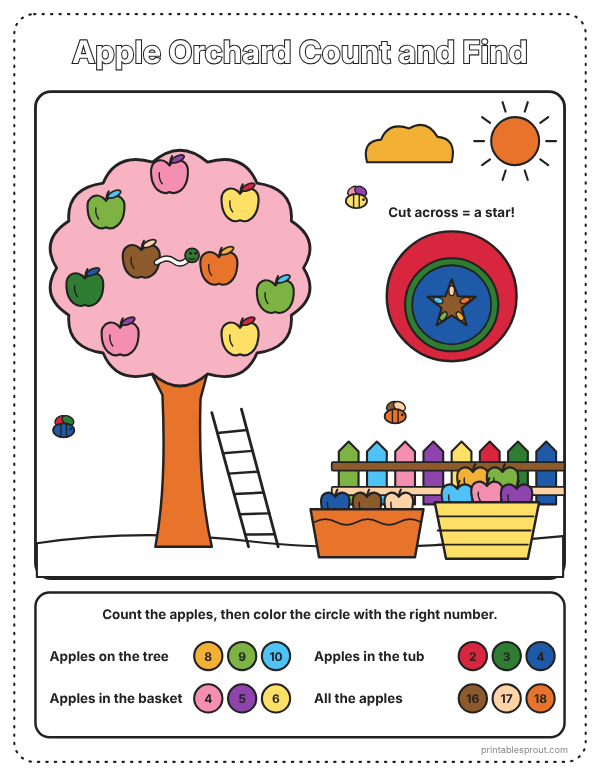 Apple Orchard Count and Find
Cut across = a star!
Count the apples, then color the circle with the right number.
Apples on the tree 8 9 10
Apples in the tub 2 3 4
Apples in the basket 4 5 6
All the apples 16 17 18
printablesprout.com